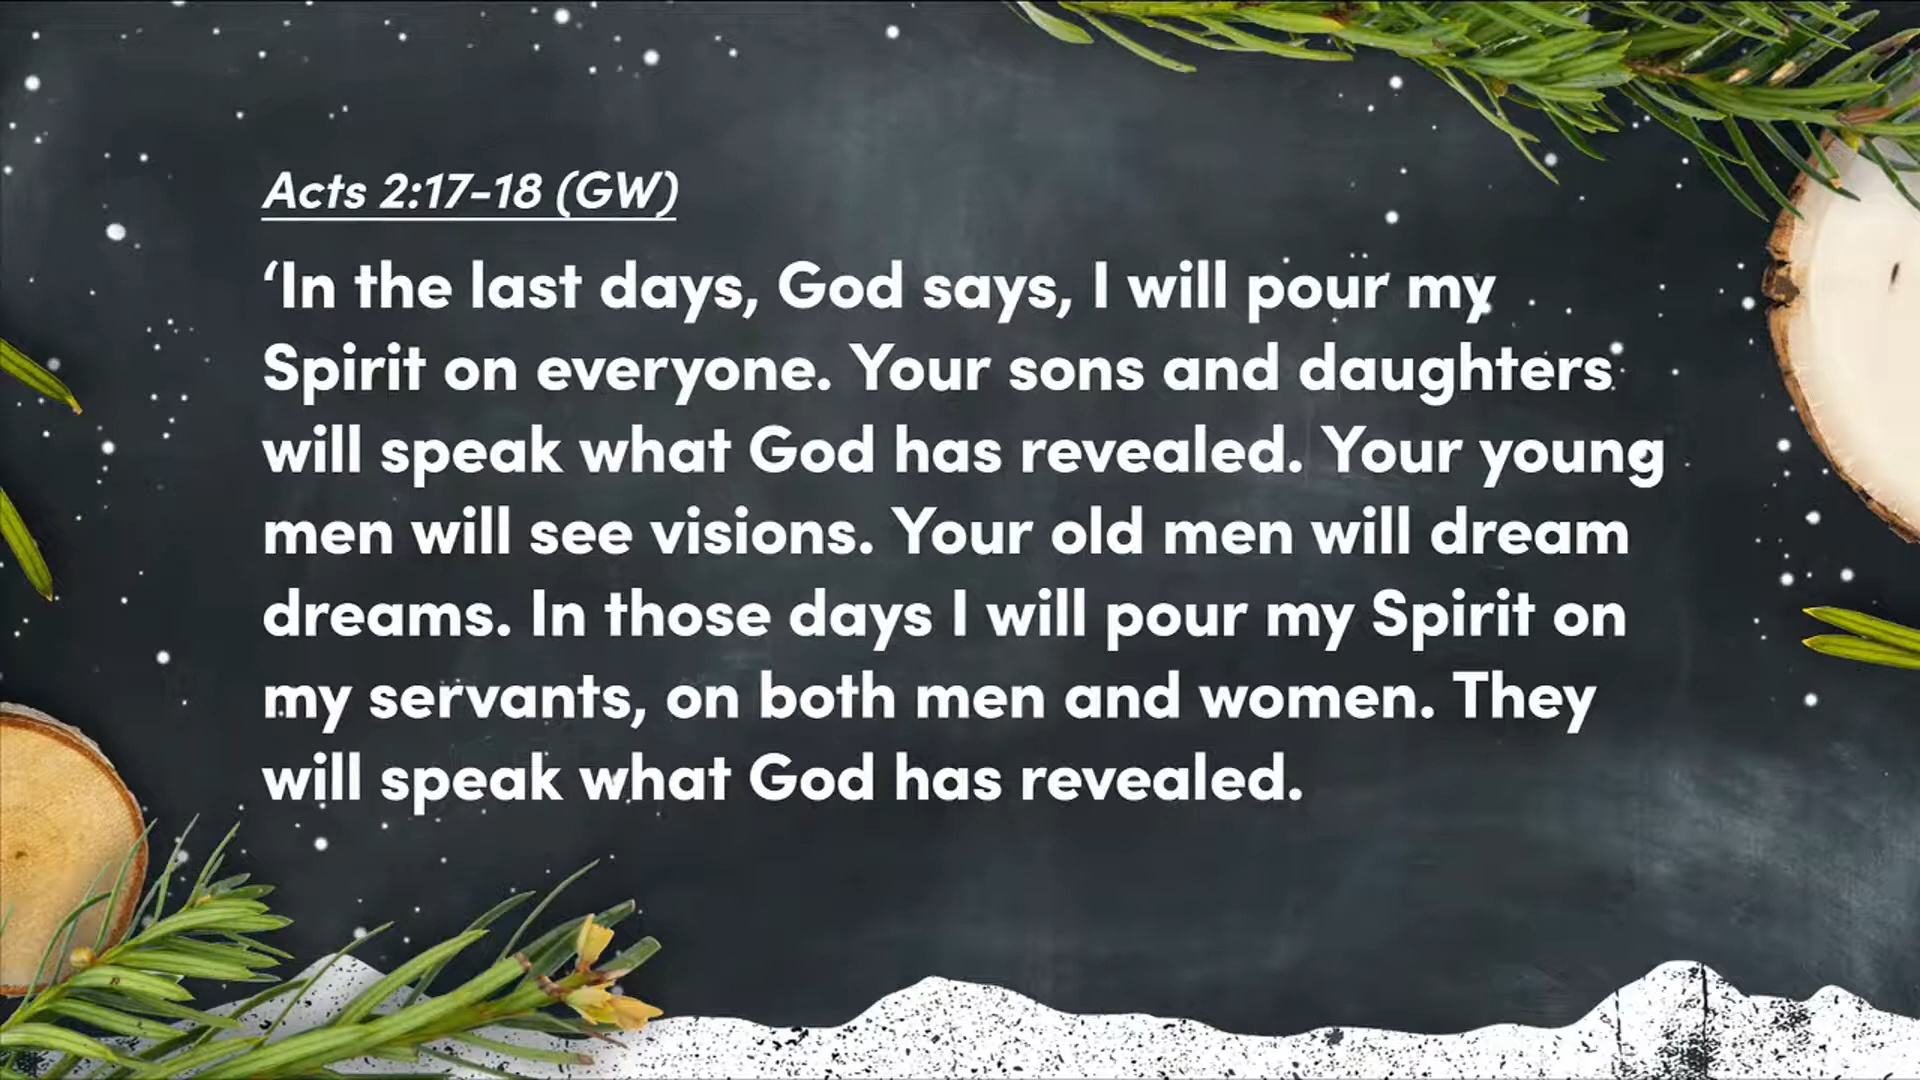 Acts 2:17-18 (GW)
‘In the last days, God says, I will pour my
Spirit on everyone. Your sons and daughters
will speak what God has revealed. Your young
men will see visions. Your old men will dream
dreams. In those days I will pour my Spirit on
my servants, on both men and women. They
will speak what God has revealed.